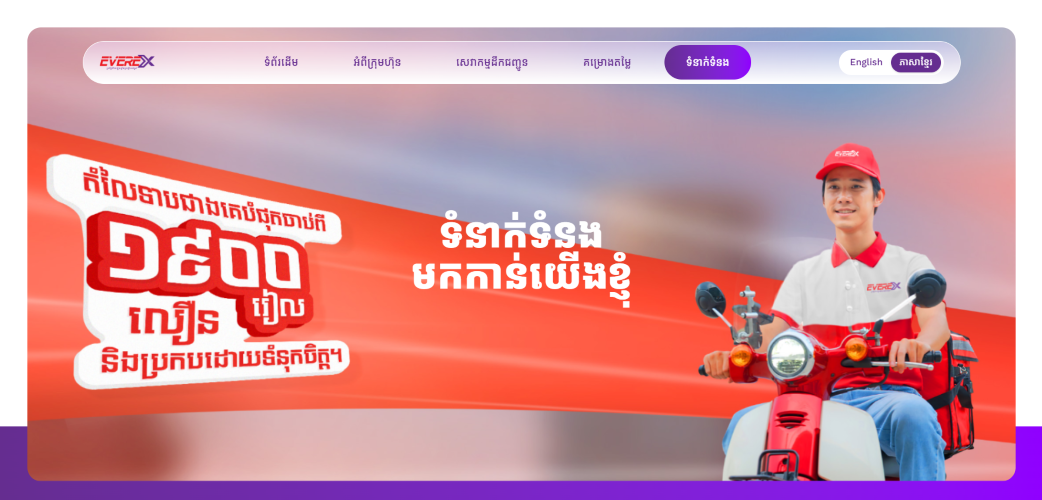 EVEREX
ទំព័រដើម
អំពីក្រុមហ៊ុន
សេវាកម្មដឹកជញ្ជូន
គម្រោងតម្លៃ
ទំនាក់ទំនង
English
ភាសាខ្មែរ
តំលៃទាបជាងគេបំផុតចាប់ពី
១៩០០
រៀល
លឿន
និងប្រកបដោយទំនុកចិត្ត។
ទំនាក់ទំនង
មកកាន់យើងខ្ញុំ
EVEREX
EVEREX